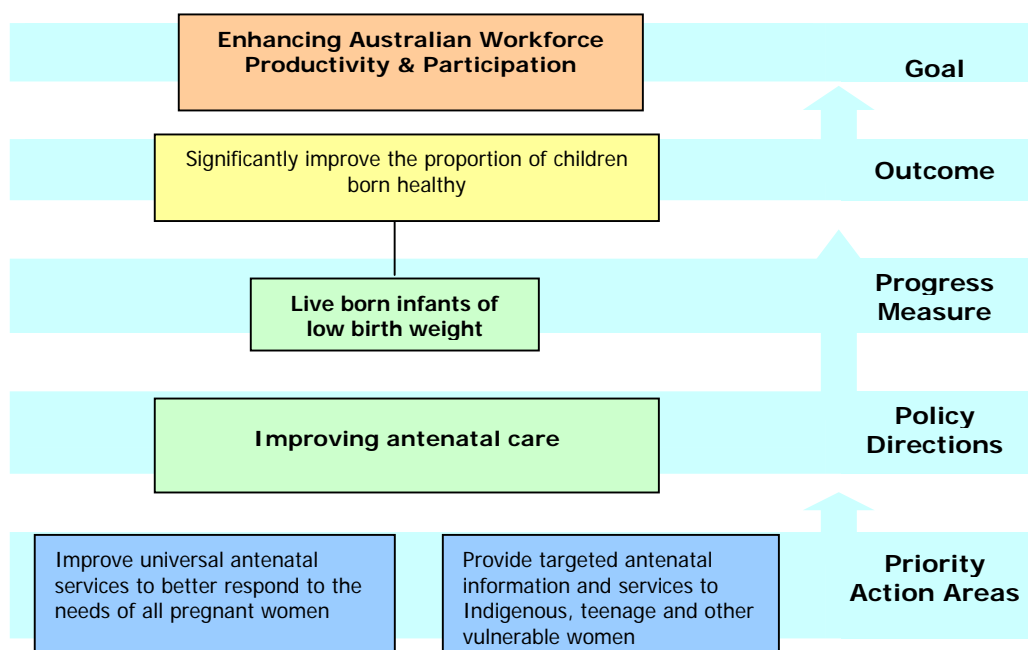 Enhancing Australian Workforce
Productivity & Participation
Goal
Significantly improve the proportion of children
born healthy
Outcome
Live born infants of
low birth weight
Progress
Measure
Improving antenatal care
Policy
Directions
Improve universal antenatal
services to better respond to the
needs of all pregnant women
Provide targeted antenatal
information and services to
Indigenous, teenage and other
vulnerable women
Priority
Action Areas